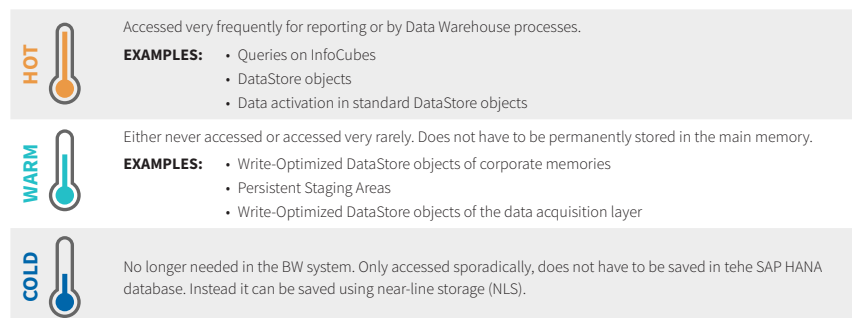 HOT
Accessed very frequently for reporting or by Data Warehouse processes.
EXAMPLES: • Queries on InfoCubes
• DataStore objects
• Data activation in standard DataStore objects
WARM
Either never accessed or accessed very rarely. Does not have to be permanently stored in the main memory.
EXAMPLES: • Write-Optimized DataStore objects of corporate memories
• Persistent Staging Areas
• Write-Optimized DataStore objects of the data acquisition layer
COLD
No longer needed in the BW system. Only accessed sporadically, does not have to be saved in tehe SAP HANA
database. Instead it can be saved using near-line storage (NLS).